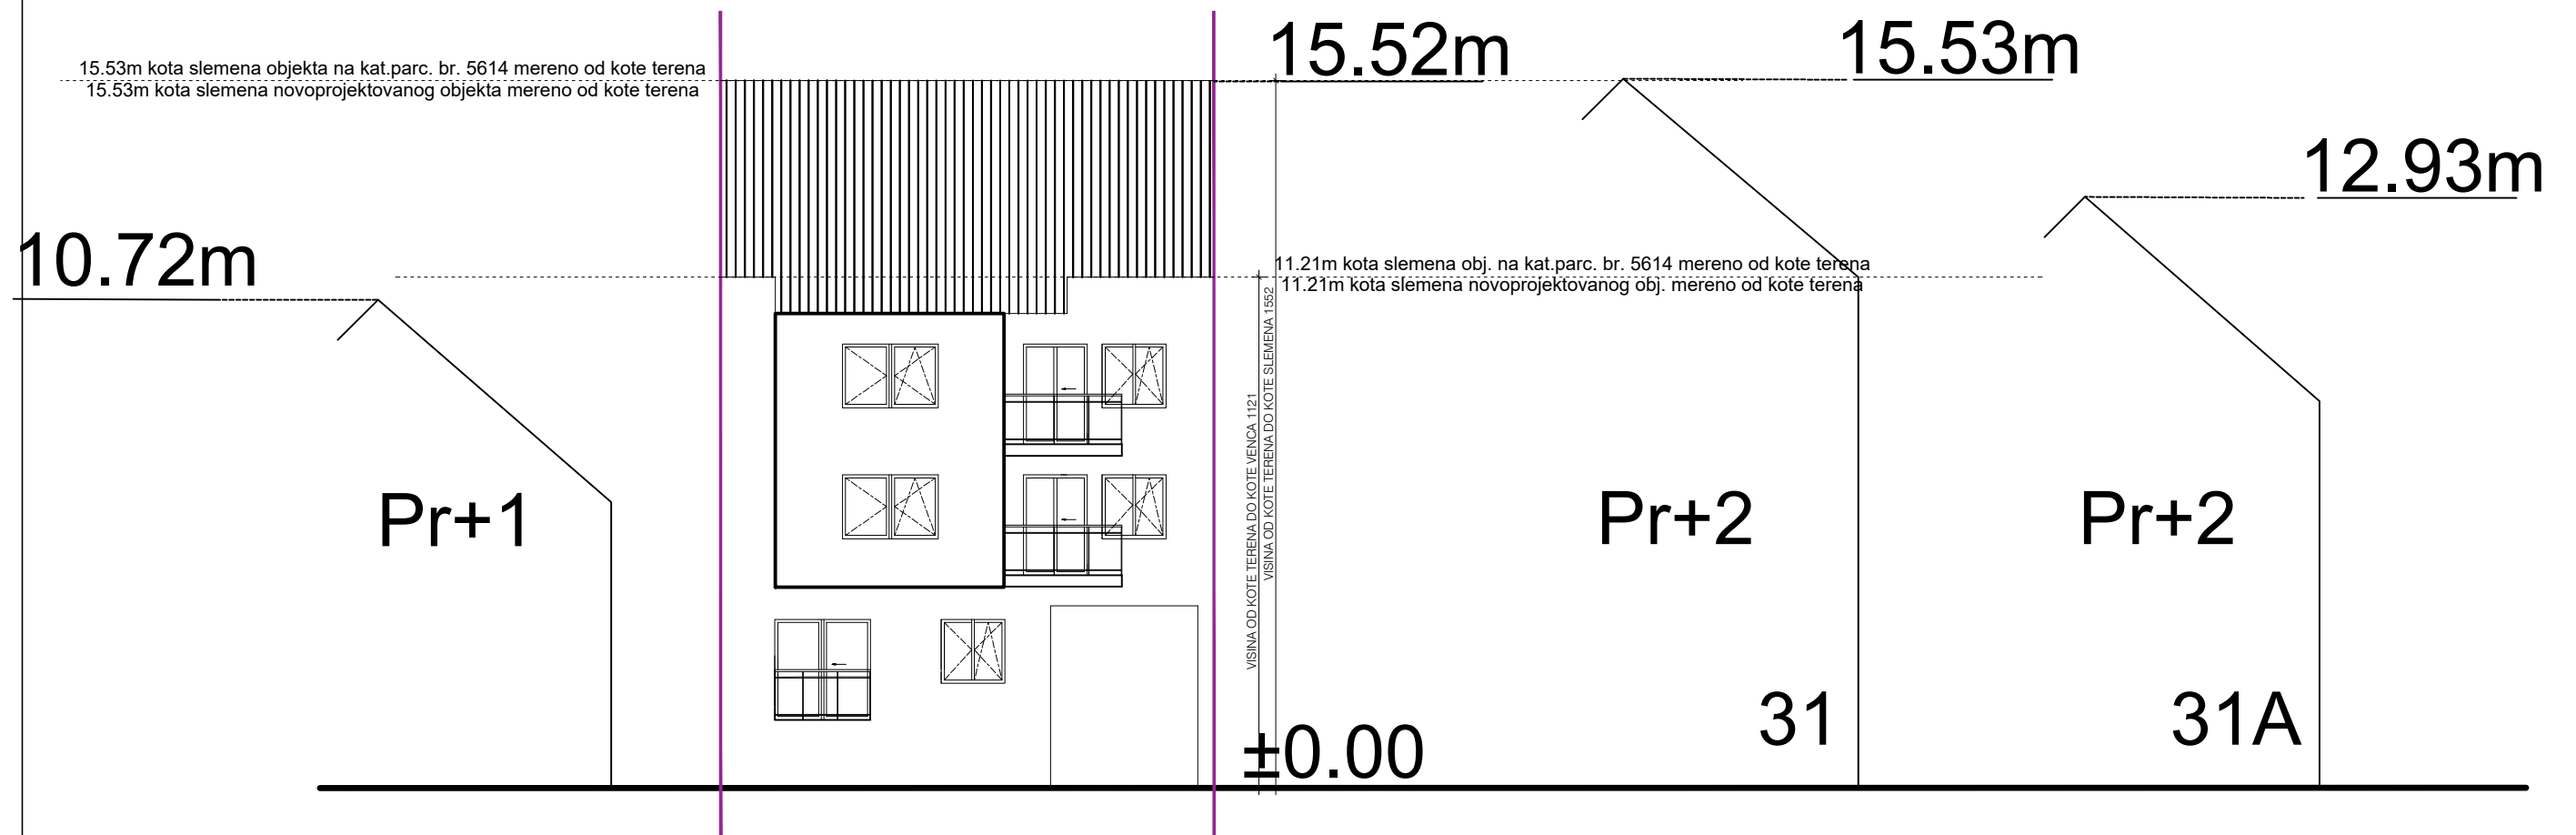 15.52m
15.53m
15.53m kota slemena objekta na kat.parc. br. 5614 mereno od kote terena
15.53m kota slemena novoprojektovanog objekta mereno od kote terena
12.93m
10.72m
11.21m kota slemena obj. na kat.parc. br. 5614 mereno od kote terena
11.21m kota slemena novoprojektovanog obj. mereno od kote terena
VISINA OD KOTE TERENA DO KOTE VENCA 1121
VISINA OD KOTE TERENA DO KOTE SLEMENA 1552
Pr+1
Pr+2
Pr+2
31
31A
±0.00